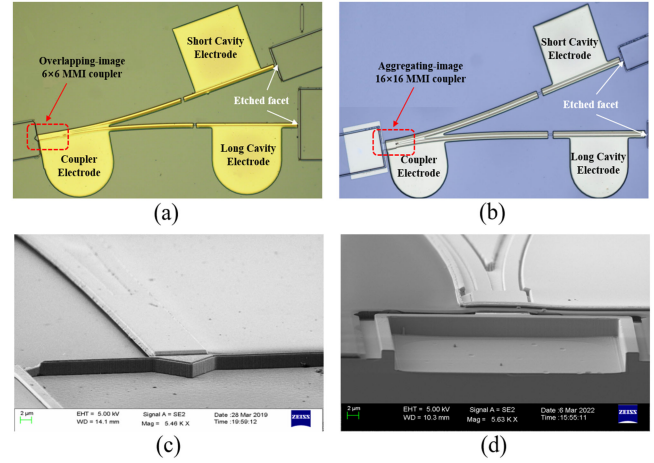 Overlapping-image
6×6 MMI coupler
Short Cavity
Electrode
Etched facet
Coupler
Electrode
Long Cavity
Electrode
(a)
Aggregating-image
16×16 MMI coupler
Short Cavity
Electrode
Etched facet
Coupler
Electrode
Long Cavity
Electrode
(b)
2 µm
EHT = 5.00 kV
Signal A = SE2
Date :28 Mar 2019
WD = 14.1 mm
Mag = 5.46 K X
Time :19:59:12
ZEISS
(c)
2 µm
EHT = 5.00 kV
Signal A = SE2
Date :6 Mar 2022
WD = 10.3 mm
Mag = 5.63 K X
Time :15:55:11
ZEISS
(d)